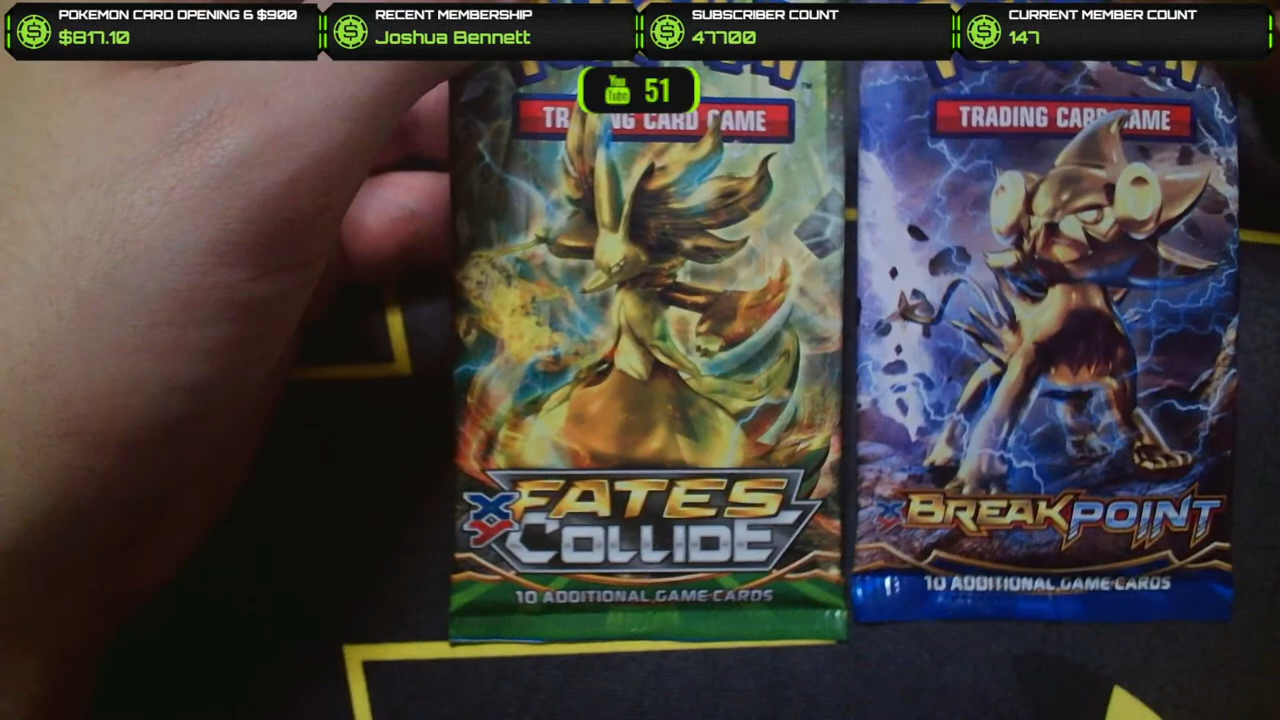 POKEMON CARD OPENING 6 $900
$817.10
RECENT MEMBERSHIP
Joshua Bennett
SUBSCRIBER COUNT
47700
CURRENT MEMBER COUNT
147
You Tube 51
TRADING CARD GAME
XY FATES
COLLIDE
10 ADDITIONAL GAME CARDS
TRADING CARD GAME
XY BREAKPOINT
10 ADDITIONAL GAME CARDS